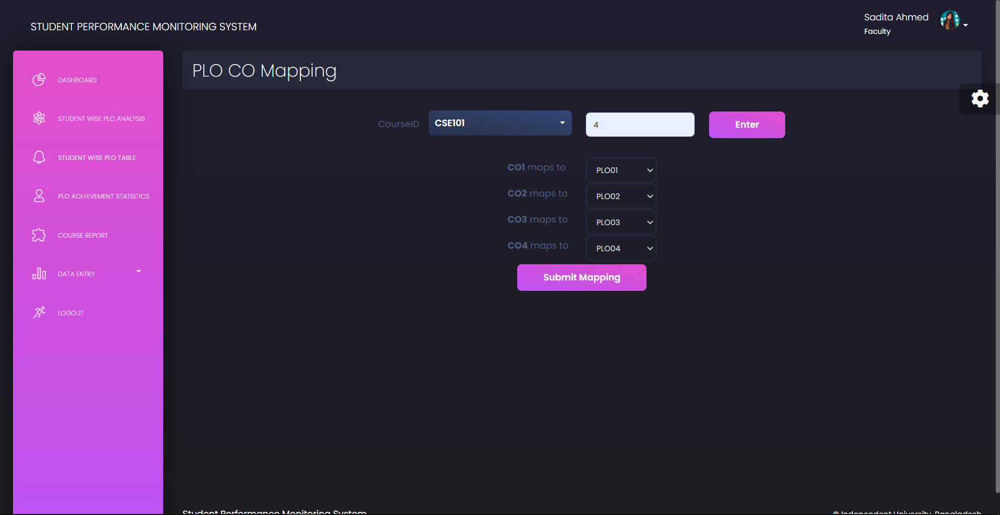 STUDENT PERFORMANCE MONITORING SYSTEM
Sadita Ahmed
Faculty
DASHBOARD
STUDENT WISE PLO ANALYSIS
STUDENT WISE PLO TABLE
PLO ACHIEVEMENT STATISTICS
COURSE REPORT
DATA ENTRY
LOGOUT
PLO CO Mapping
CourseID CSE101 4 Enter
CO1 maps to PLO01
CO2 maps to PLO02
CO3 maps to PLO03
CO4 maps to PLO04
Submit Mapping
Student Performance Monitoring System
© Independent University, Bangladesh